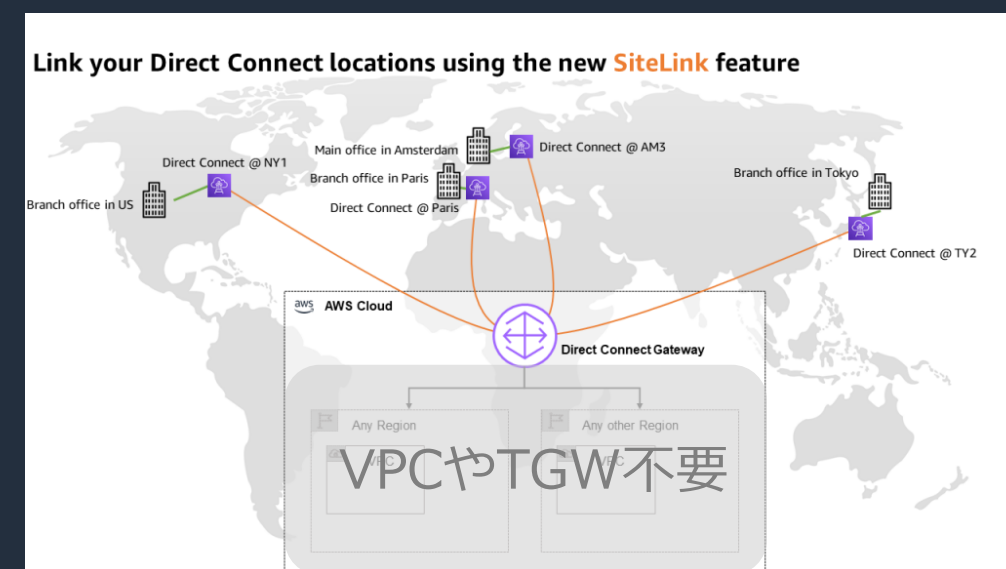 Link your Direct Connect locations using the new SiteLink feature
Main office in Amsterdam
Direct Connect @ AM3
Direct Connect @ NY1
Branch office in Paris
Branch office in Tokyo
Branch office in US
Direct Connect @ Paris
Direct Connect @ TY2
aws
AWS Cloud
Direct Connect Gateway
Any Region
Any other Region
VPC
VPC
VPCやTGW不要